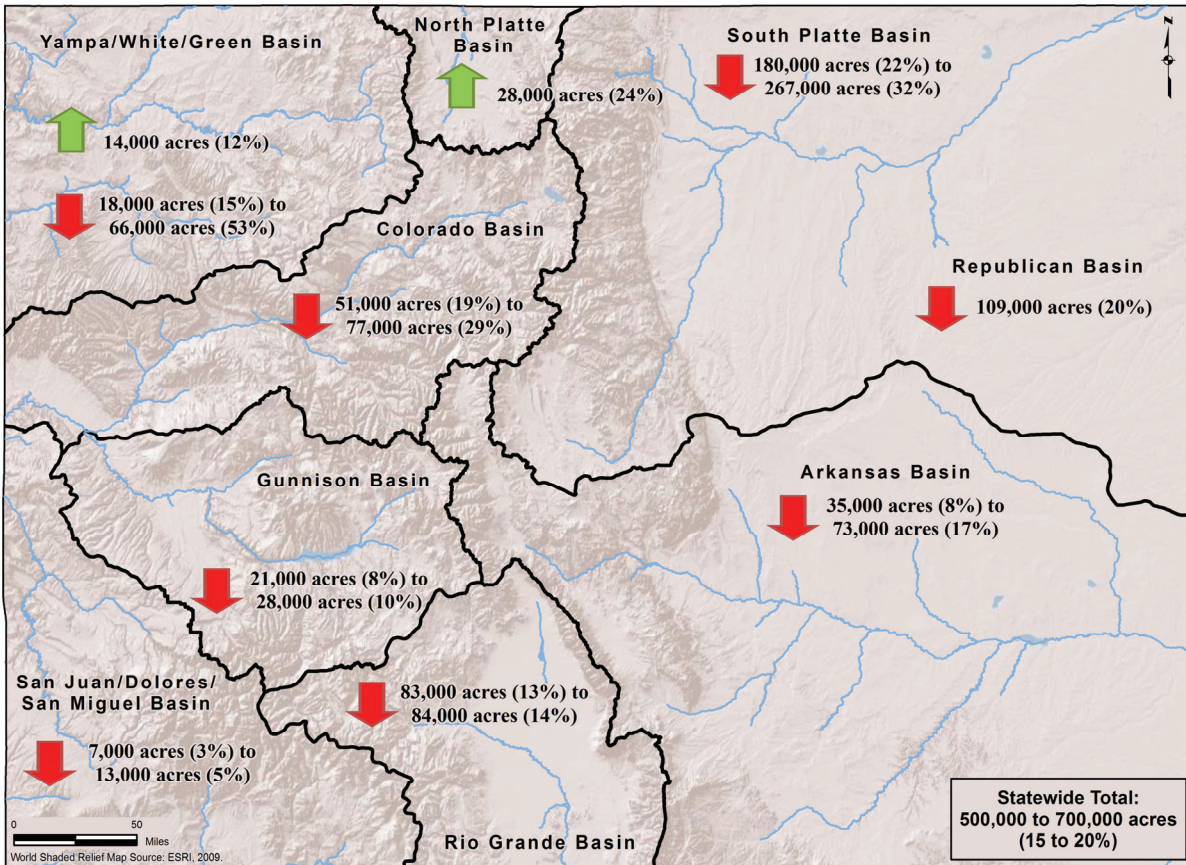 Yampa/White/Green Basin
14,000 acres (12%)
18,000 acres (15%) to
66,000 acres (53%)
North Platte
Basin
28,000 acres (24%)
South Platte Basin
180,000 acres (22%) to
267,000 acres (32%)
N
Colorado Basin
51,000 acres (19%) to
77,000 acres (29%)
Republican Basin
109,000 acres (20%)
Gunnison Basin
21,000 acres (8%) to
28,000 acres (10%)
Arkansas Basin
35,000 acres (8%) to
73,000 acres (17%)
San Juan/Dolores/
San Miguel Basin
7,000 acres (3%) to
13,000 acres (5%)
83,000 acres (13%) to
84,000 acres (14%)
Rio Grande Basin
Statewide Total:
500,000 to 700,000 acres
(15 to 20%)
0 50
Miles
World Shaded Relief Map Source: ESRI, 2009.